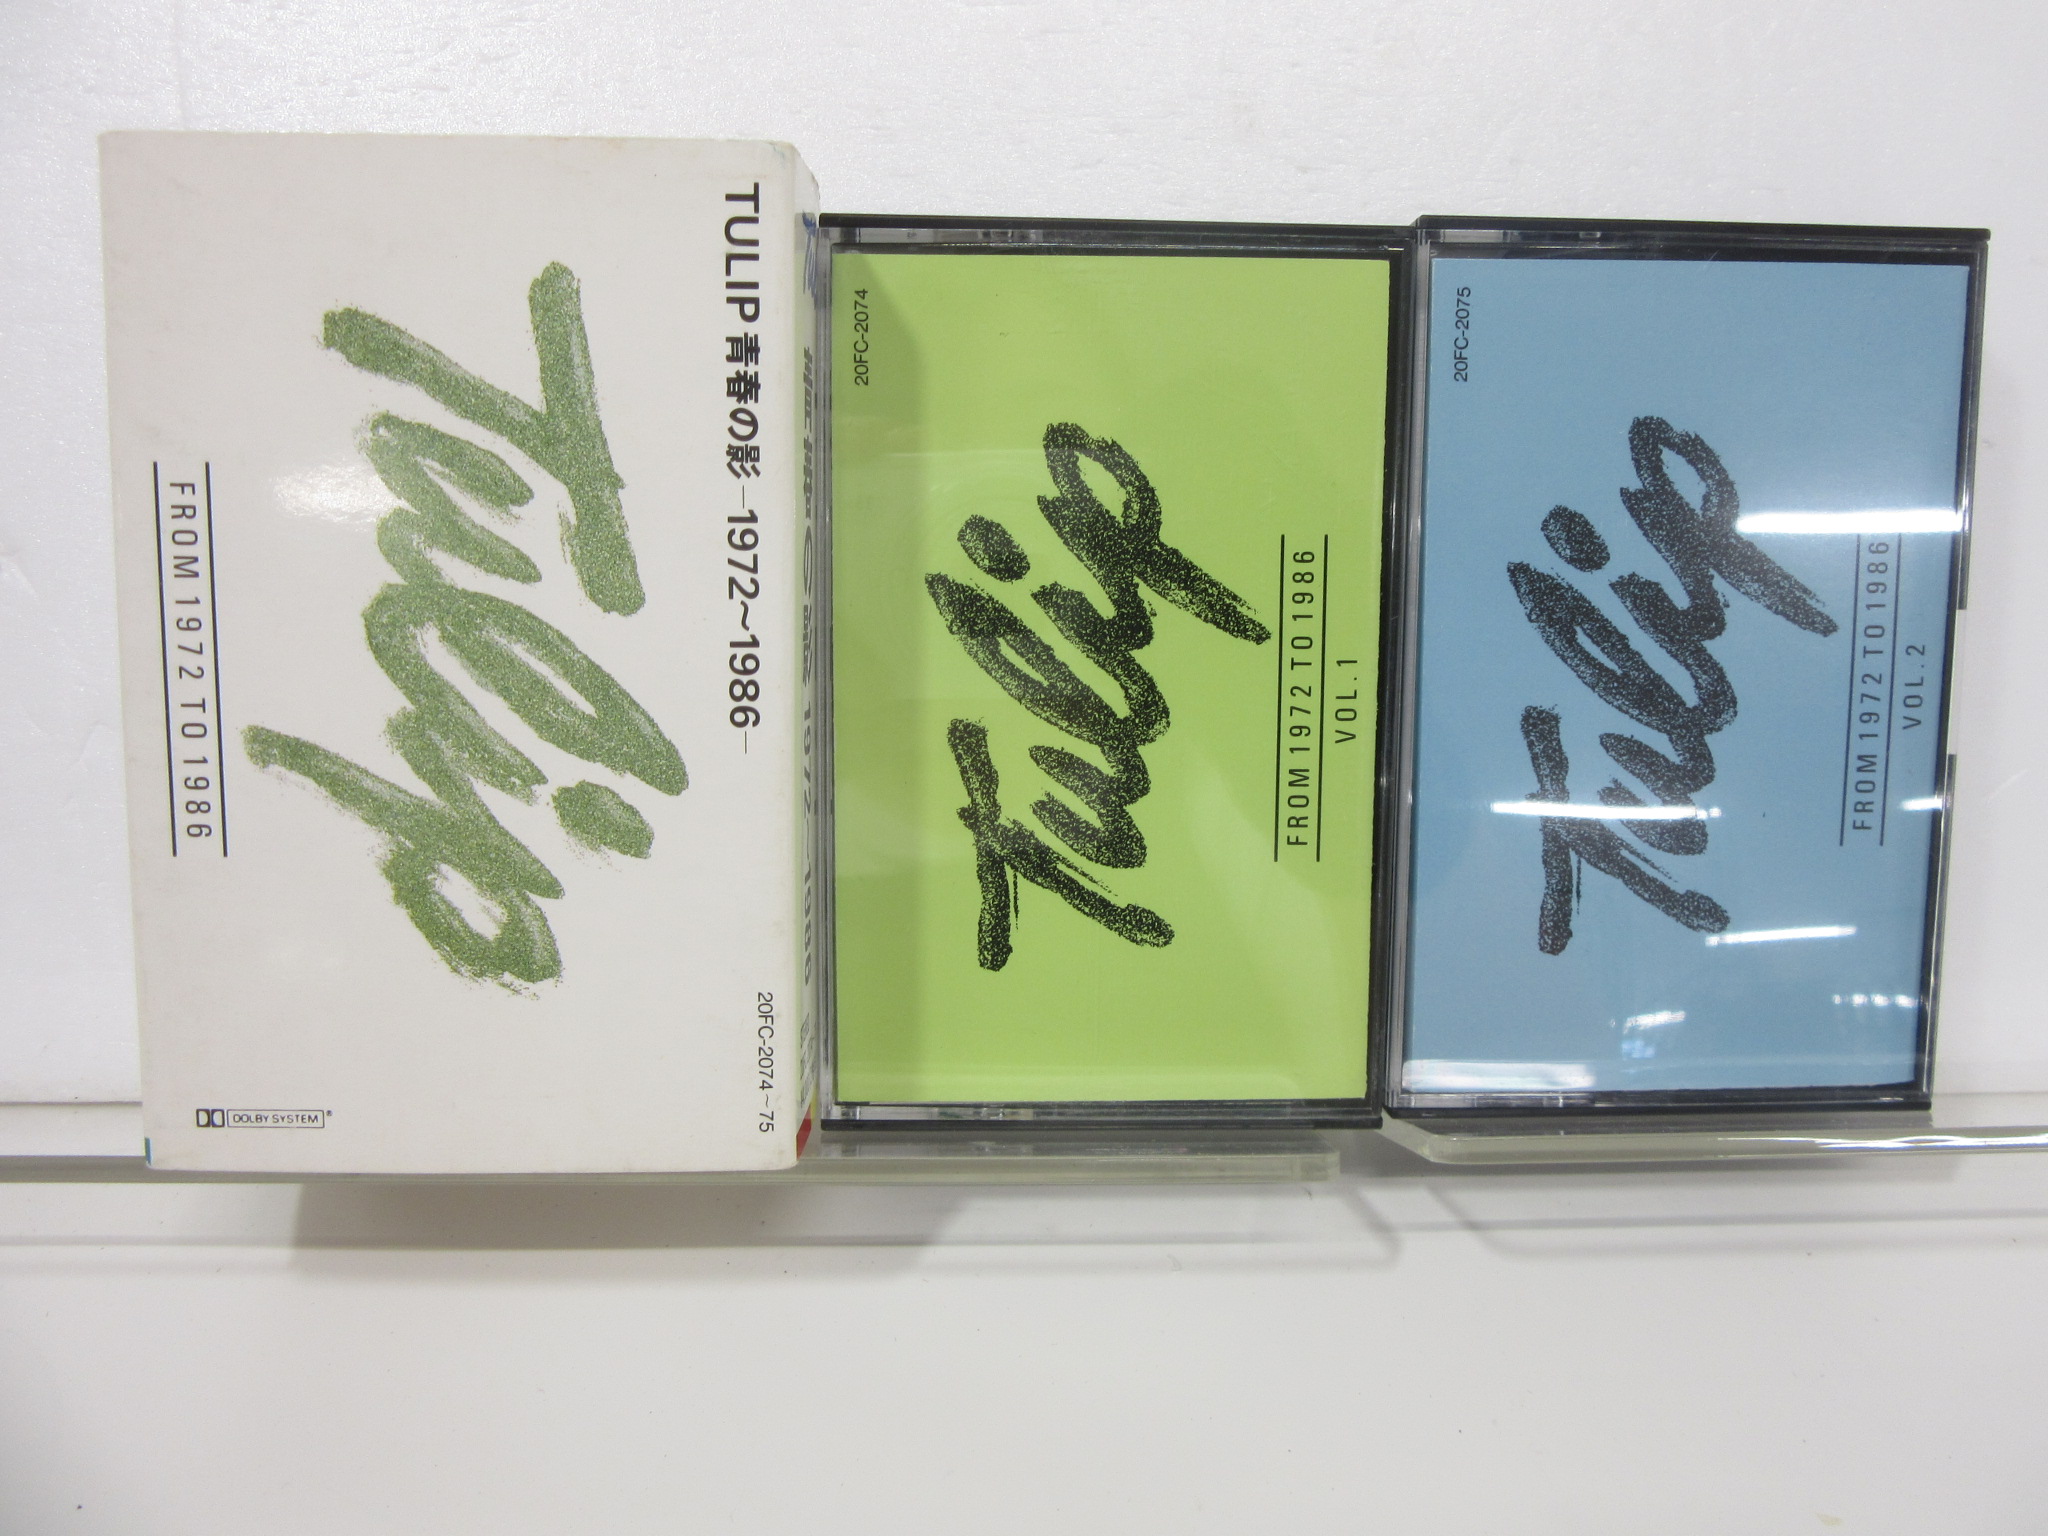 TULIP 青春の影 —1972〜1986—
Tulip
FROM 1972 TO 1986
20FC-2074〜75
DOLBY SYSTEM®
20FC-2074
Tulip
FROM 1972 TO 1986
VOL.1
20FC-2075
Tulip
FROM 1972 TO 1986
VOL.2